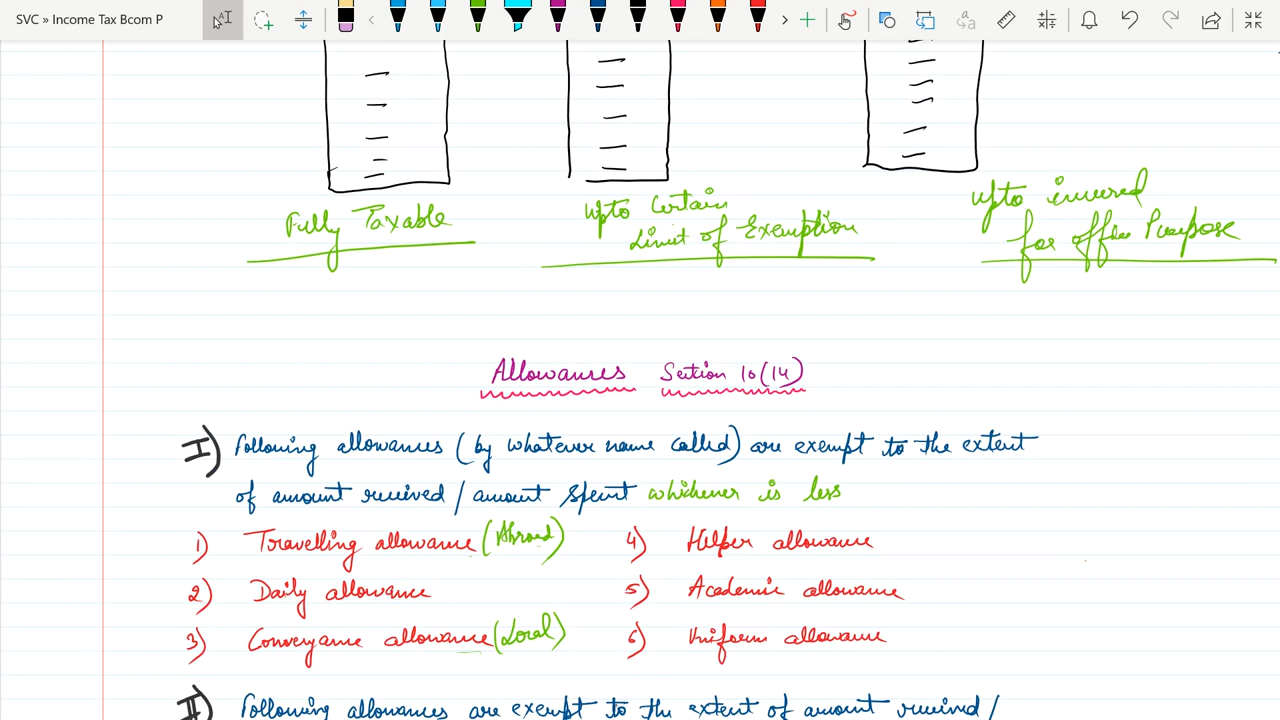 SVC » Income Tax Bcom P
Fully Taxable
upto Certain
Limit of Exemption
upto incurred
for office Purpose
Allowances Section 10(14)
I) Following allowances (by whatever name called) are exempt to the extent
of amount received / amount spent whichever is less
1) Travelling allowance (Abroad)
4) Helper allowance
2) Daily allowance
5) Academic allowance
3) Conveyance allowance (Local)
6) Uniform allowance
II) Following allowances are exempt to the extent of amount received /